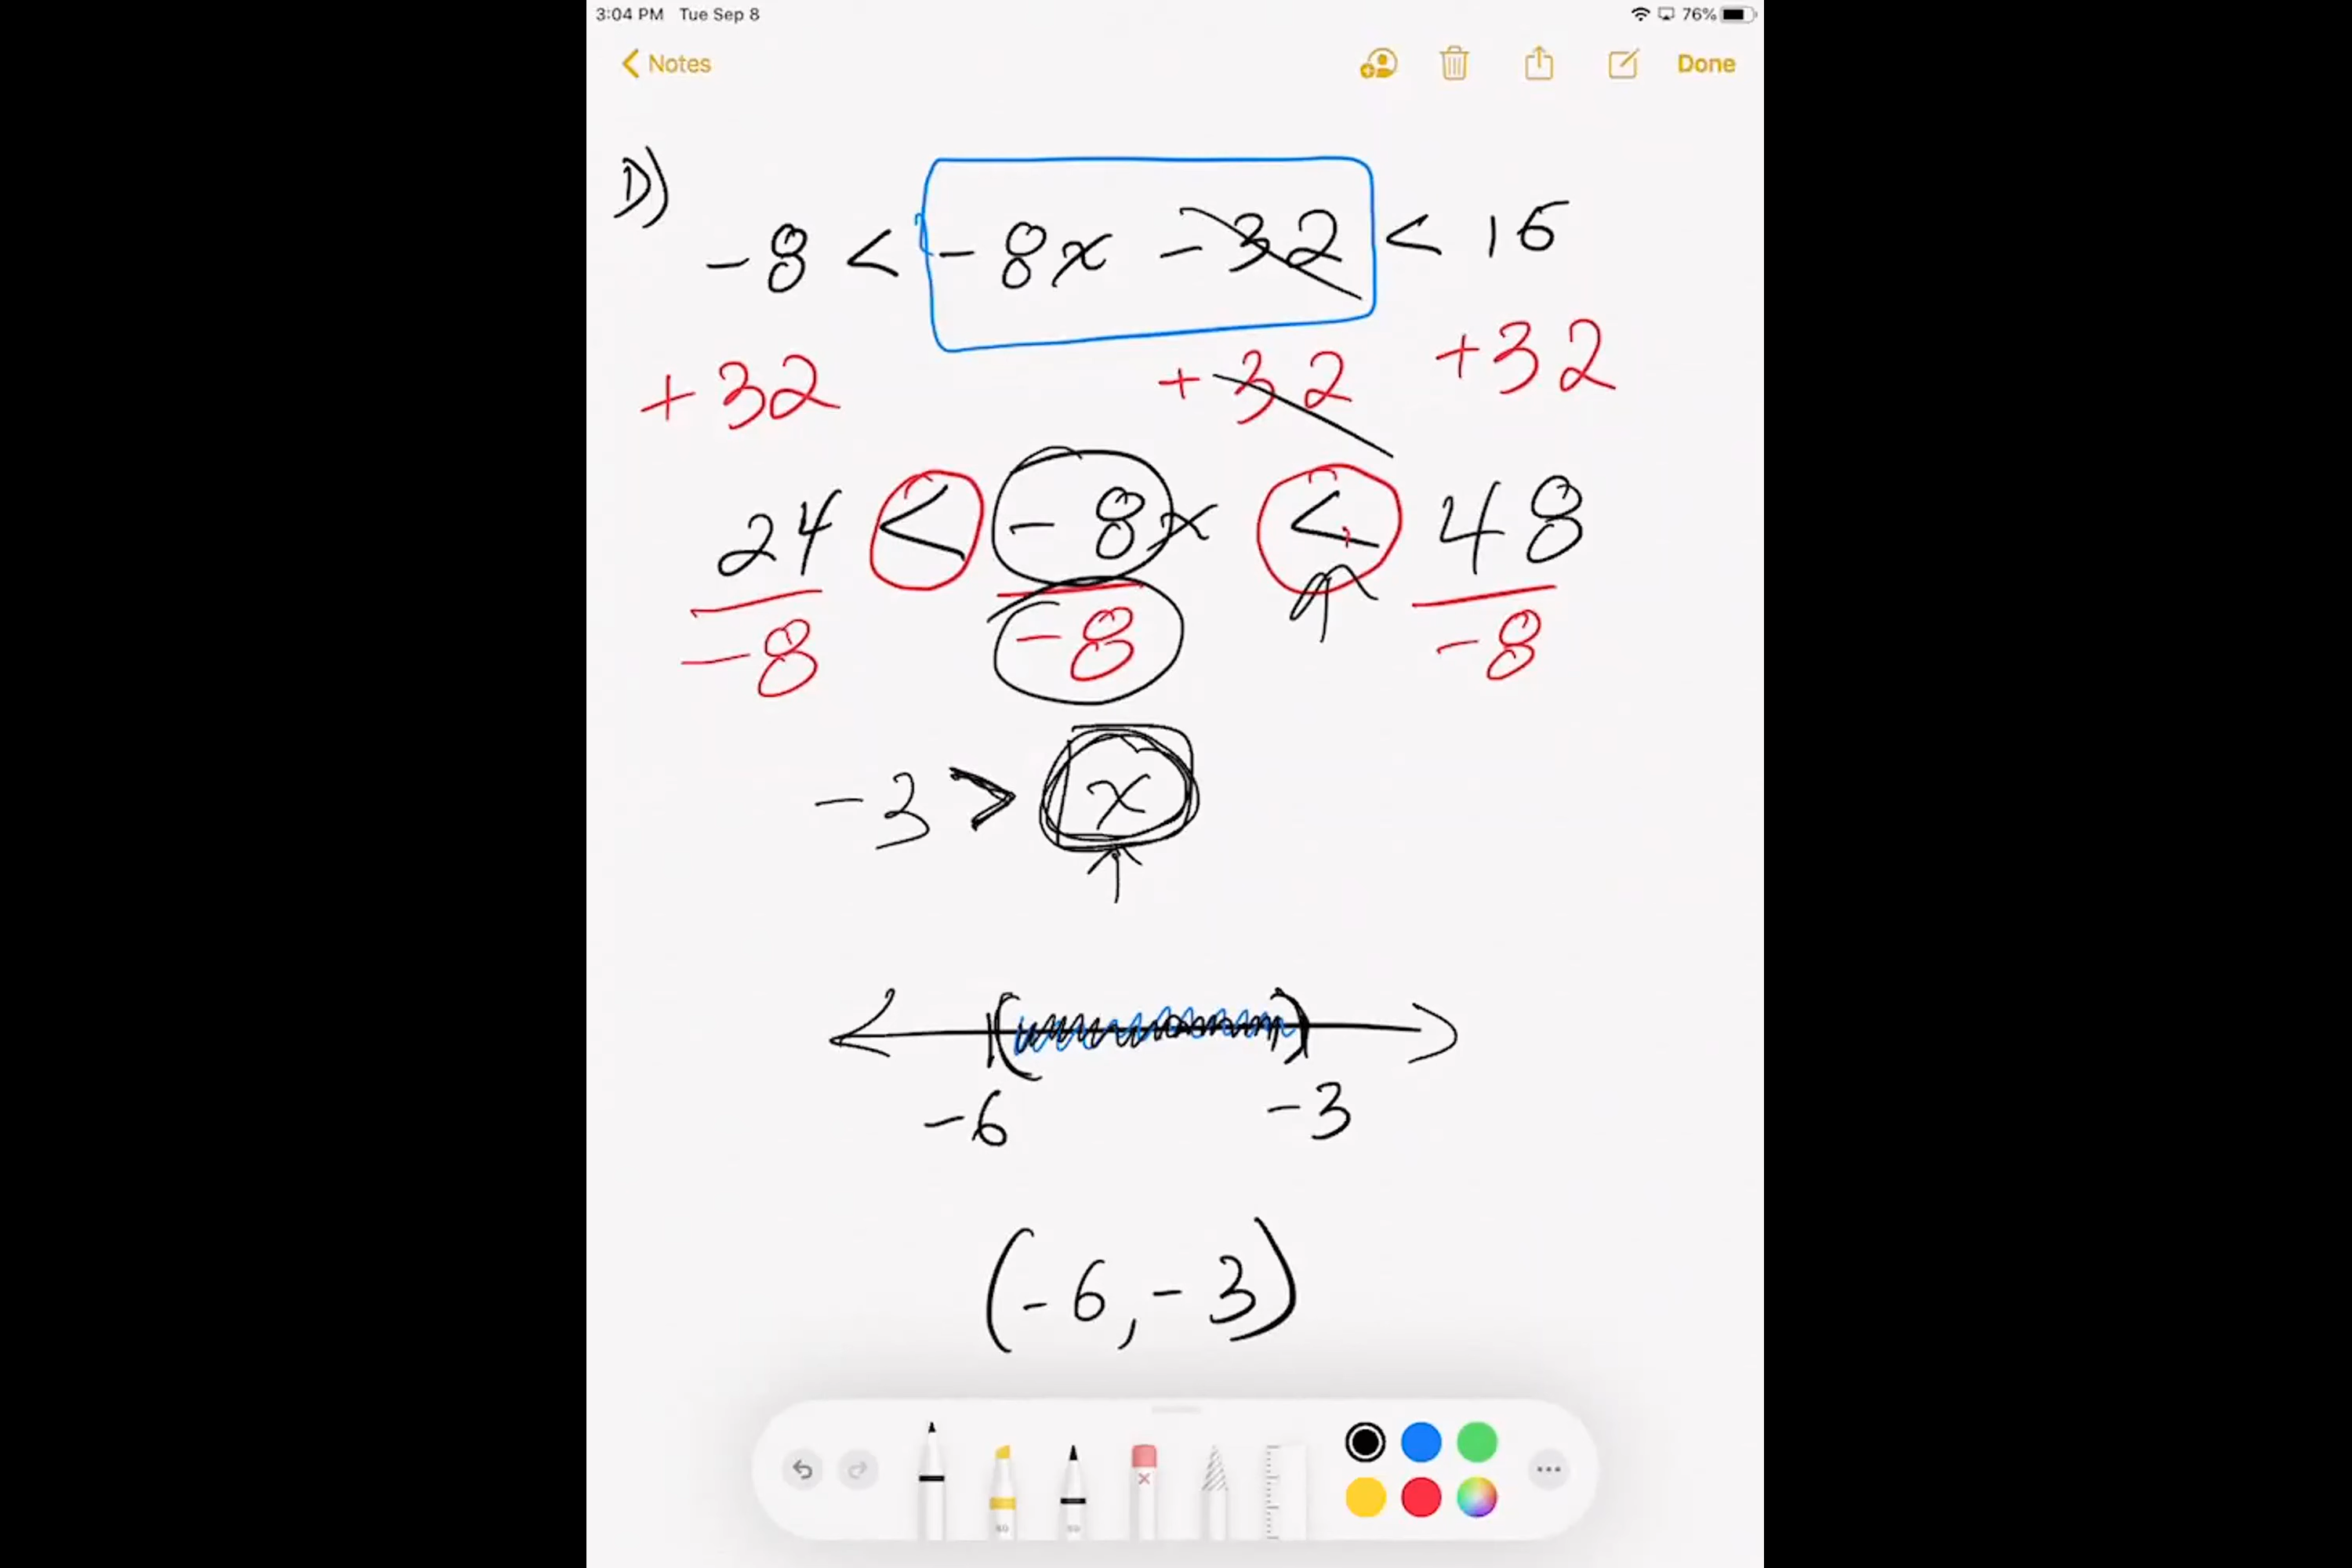 3:04 PM Tue Sep 8 76%
Notes Done
D)
-8 < -8x - 32 < 16
+32 +32 +32
24 < -8x < 48
-8 -8 -8
-3 > x
-6 -3
(-6, -3)